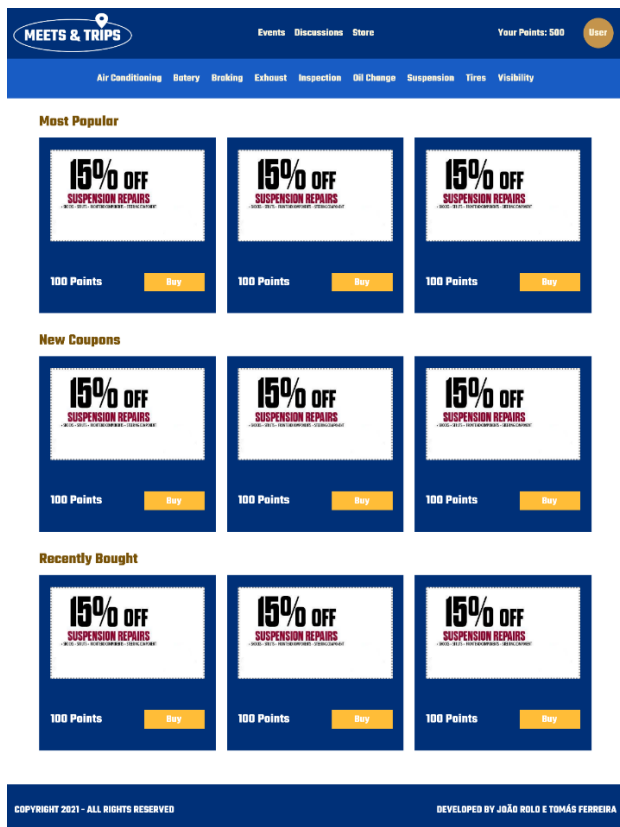 MEETS & TRIPS
Events Discussions Store
Your Points: 500
User
Air Conditioning Batery Braking Exhaust Inspection Oil Change Suspension Tires Visibility
Most Popular
15% OFF
SUSPENSION REPAIRS
15% OFF
SUSPENSION REPAIRS
15% OFF
SUSPENSION REPAIRS
100 Points Buy
100 Points Buy
100 Points Buy
New Coupons
15% OFF
SUSPENSION REPAIRS
15% OFF
SUSPENSION REPAIRS
15% OFF
SUSPENSION REPAIRS
100 Points Buy
100 Points Buy
100 Points Buy
Recently Bought
15% OFF
SUSPENSION REPAIRS
15% OFF
SUSPENSION REPAIRS
15% OFF
SUSPENSION REPAIRS
100 Points Buy
100 Points Buy
100 Points Buy
COPYRIGHT 2021 - ALL RIGHTS RESERVED
DEVELOPED BY JOÃO ROLO E TOMÁS FERREIRA